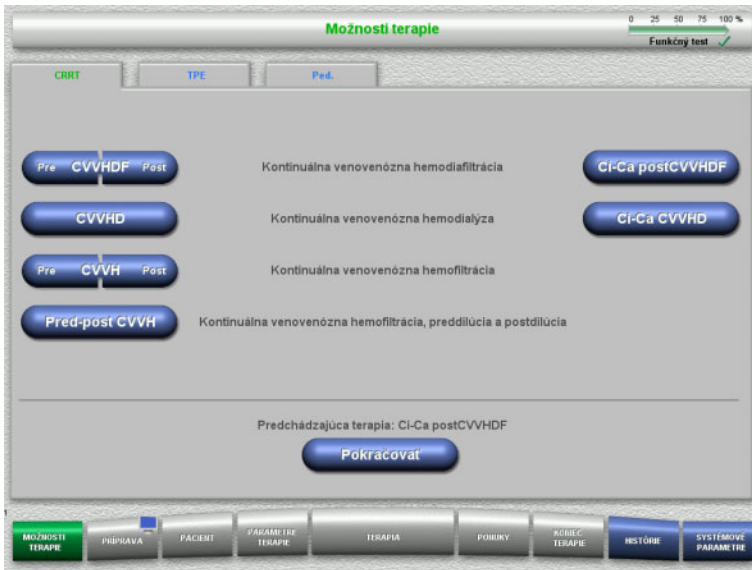 Možnosti terapie
0 25 50 75 100 %
Funkčný test
CRRT TPE Ped.
Pre CVVHDF Post Kontinuálna venovenózna hemodiafiltrácia Ci-Ca postCVVHDF
CVVHD Kontinuálna venovenózna hemodialýza Ci-Ca CVVHD
Pre CVVH Post Kontinuálna venovenózna hemofiltrácia
Pred-post CVVH Kontinuálna venovenózna hemofiltrácia, preddilúcia a postdilúcia
Predchádzajúca terapia: Ci-Ca postCVVHDF
Pokračovať
MOŽNOSTI TERAPIE PRÍPRAVA PACIENT PARAMETRE TERAPIE TERAPIA PONUKY KONIEC TERAPIE HISTÓRIE SYSTÉMOVÉ PARAMETRE